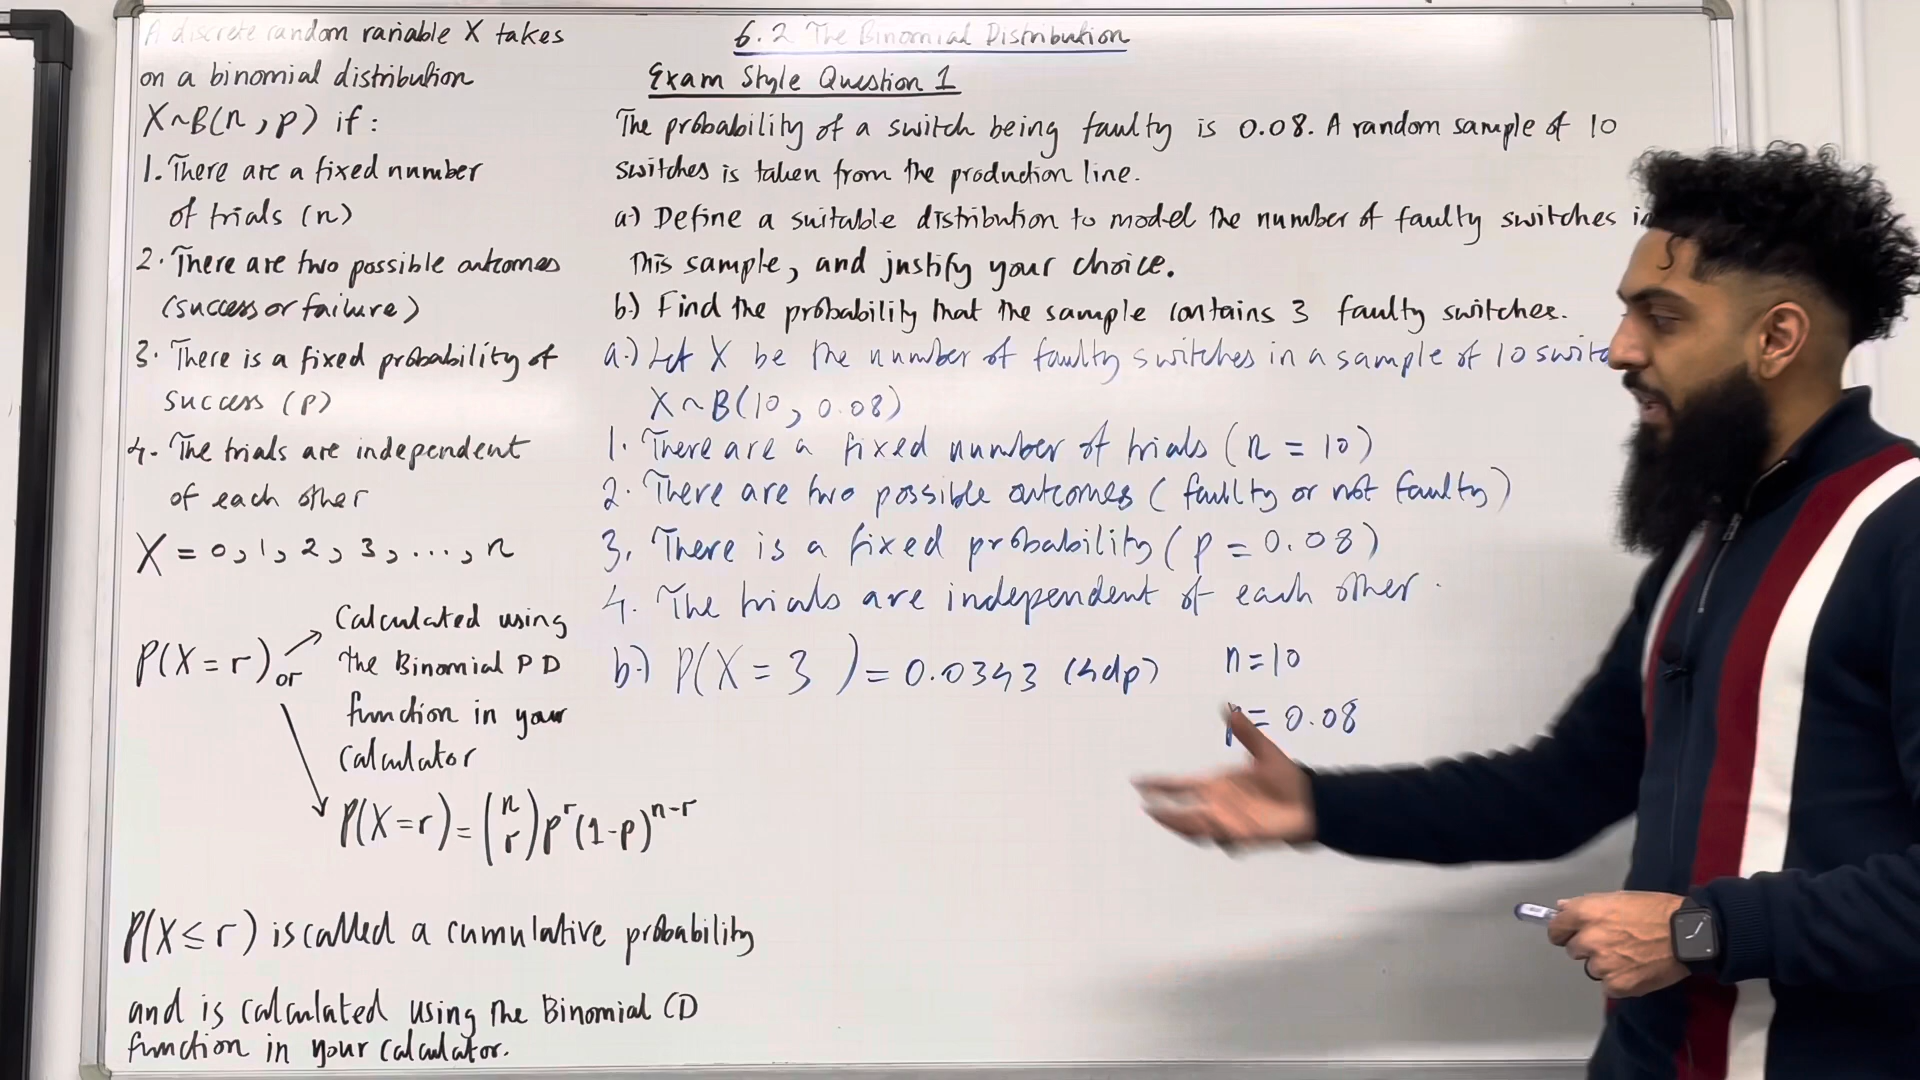 A discrete random variable X takes
on a binomial distribution
X~B(n, p) if:
1. There are a fixed number
of trials (n)
2. There are two possible outcomes
(success or failure)
3. There is a fixed probability of
success (p)
4. The trials are independent
of each other
X = 0, 1, 2, 3, ..., n
P(X = r) or
Calculated using
the Binomial PD
function in your
calculator
P(X=r) = (n r) p^r (1-p)^n-r
P(X ≤ r) is called a cumulative probability
and is calculated using the Binomial CD
function in your calculator.
6.2 The Binomial Distribution
Exam Style Question 1
The probability of a switch being faulty is 0.08. A random sample of 10
switches is taken from the production line.
a) Define a suitable distribution to model the number of faulty switches in
this sample, and justify your choice.
b.) Find the probability that the sample contains 3 faulty switches.
a.) Let X be the number of faulty switches in a sample of 10
X ~ B(10, 0.08)
1. There are a fixed number of trials (n = 10)
2. There are two possible outcomes (faulty or not faulty)
3. There is a fixed probability (p = 0.08)
4. The trials are independent of each other.
b.) P(X = 3) = 0.0343 (4dp)
n = 10
p = 0.08